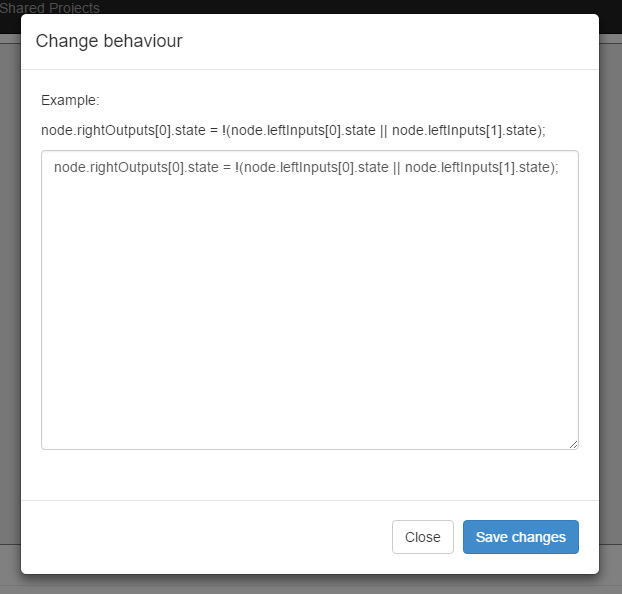 Shared Projects
Change behaviour
Example:
node.rightOutputs[0].state = !(node.leftInputs[0].state || node.leftInputs[1].state);
node.rightOutputs[0].state = !(node.leftInputs[0].state || node.leftInputs[1].state);
Close Save changes